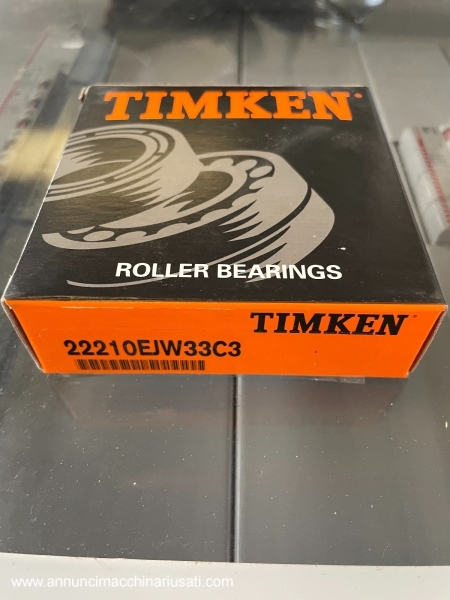 TIMKEN
ROLLER BEARINGS
TIMKEN
22210EJW33C3
www.annuncimacchinariusati.com